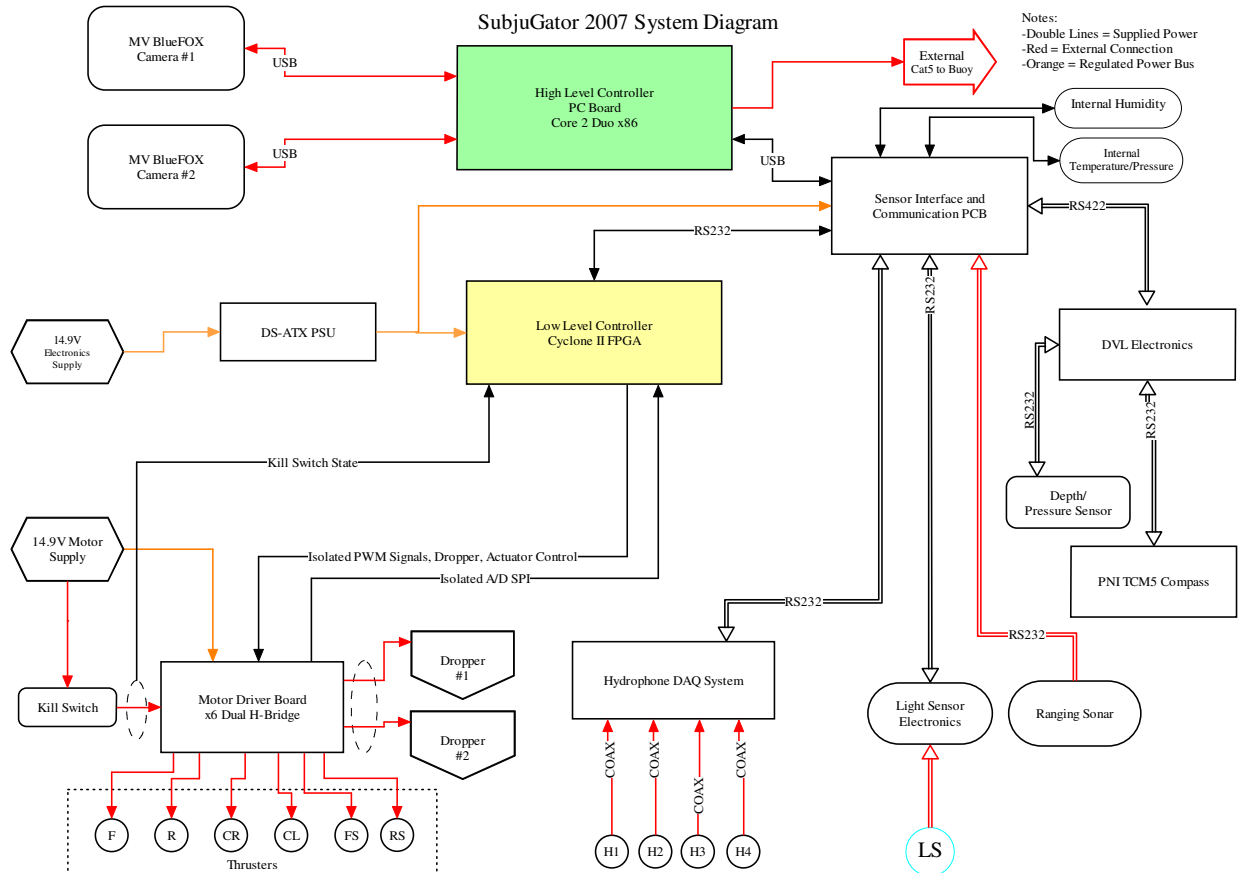 SubjuGator 2007 System Diagram
Notes:
-Double Lines = Supplied Power
-Red = External Connection
-Orange = Regulated Power Bus
MV BlueFOX
Camera #1
USB
External
Cat5 to Buoy
High Level Controller
PC Board
Core 2 Duo x86
Internal Humidity
MV BlueFOX
Camera #2
USB
USB
Internal
Temperature/Pressure
Sensor Interface and
Communication PCB
RS422
RS232
RS232
14.9V
Electronics
Supply
DS-ATX PSU
Low Level Controller
Cyclone II FPGA
DVL Electronics
RS232
RS232
Kill Switch State
Depth/
Pressure Sensor
14.9V Motor
Supply
Isolated PWM Signals, Dropper, Actuator Control
Isolated A/D SPI
PNI TCM5 Compass
RS232
RS232
Dropper
#1
Kill Switch
Motor Driver Board
x6 Dual H-Bridge
Hydrophone DAQ System
Light Sensor
Electronics
Ranging Sonar
Dropper
#2
COAX
COAX
COAX
COAX
F
R
CR
CL
FS
RS
Thrusters
H1
H2
H3
H4
LS